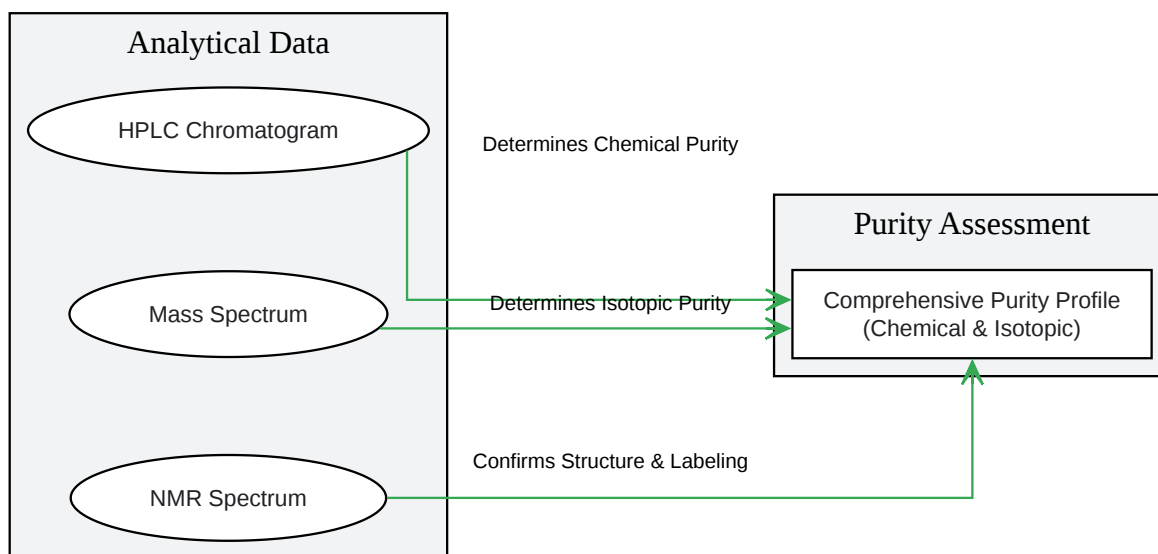 Analytical Data
HPLC Chromatogram
Determines Chemical Purity
Purity Assessment
Mass Spectrum
Determines Isotopic Purity
Comprehensive Purity Profile
(Chemical & Isotopic)
Confirms Structure & Labeling
NMR Spectrum